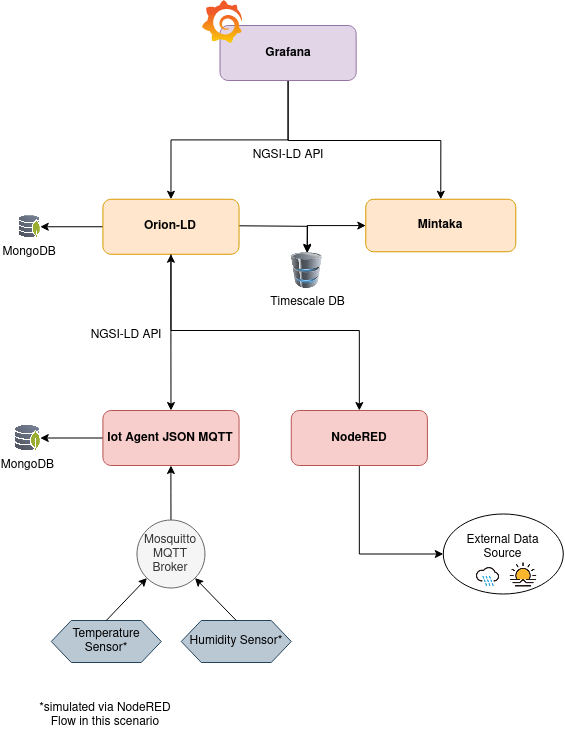 Grafana
NGSI-LD API
Orion-LD
Mintaka
MongoDB
Timescale DB
NGSI-LD API
Iot Agent JSON MQTT
NodeRED
MongoDB
Mosquitto
MQTT
Broker
External Data
Source
Temperature
Sensor*
Humidity Sensor*
*simulated via NodeRED
Flow in this scenario